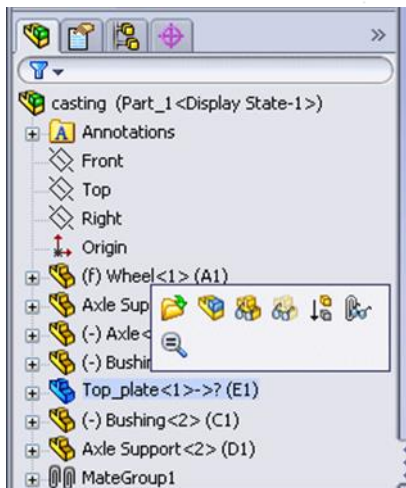 casting (Part_1<Display State-1>)
Annotations
Front
Top
Right
Origin
(f) Wheel<1> (A1)
Axle Sup
(-) Axle<
(-) Bushin
Top_plate<1>->? (E1)
(-) Bushing<2> (C1)
Axle Support<2> (D1)
MateGroup1